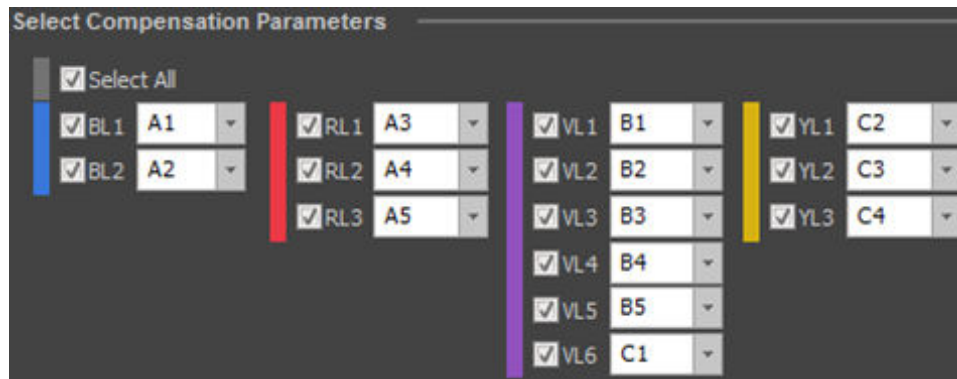 Select Compensation Parameters
Select All
BL1 A1 RL1 A3 VL1 B1 YL1 C2
BL2 A2 RL2 A4 VL2 B2 YL2 C3
RL3 A5 VL3 B3 YL3 C4
VL4 B4
VL5 B5
VL6 C1